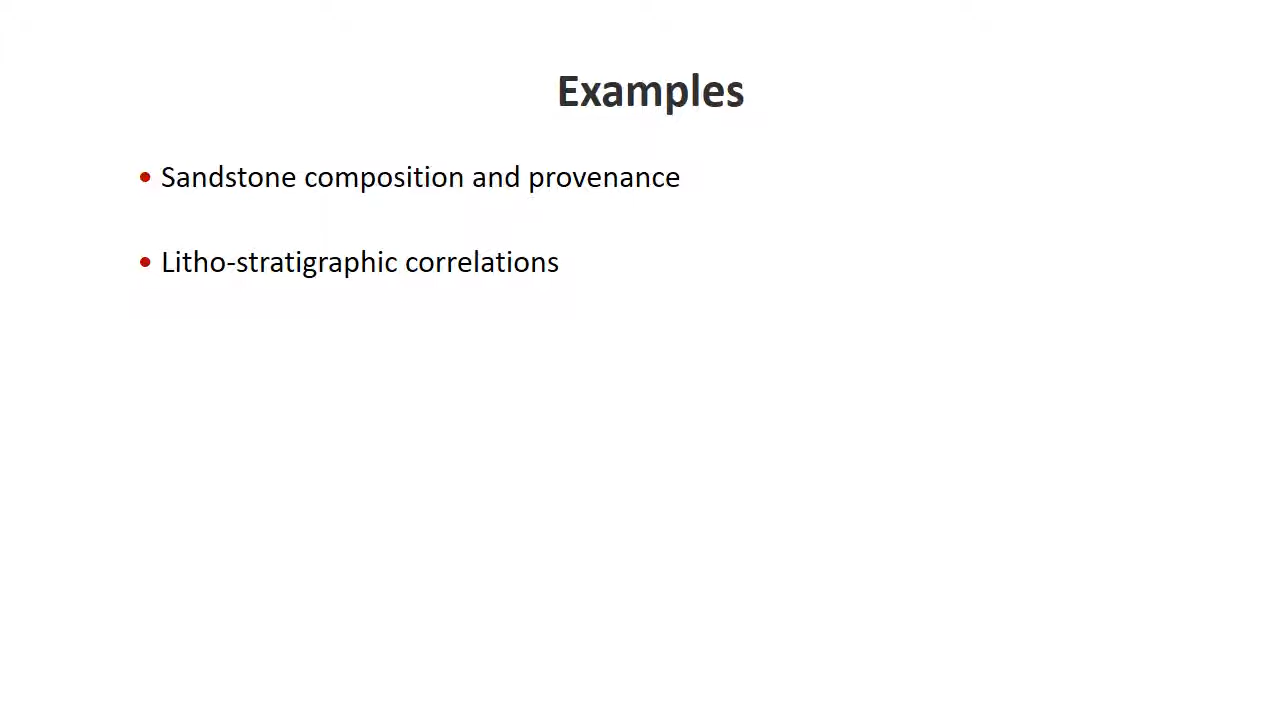 Examples
• Sandstone composition and provenance
• Litho-stratigraphic correlations